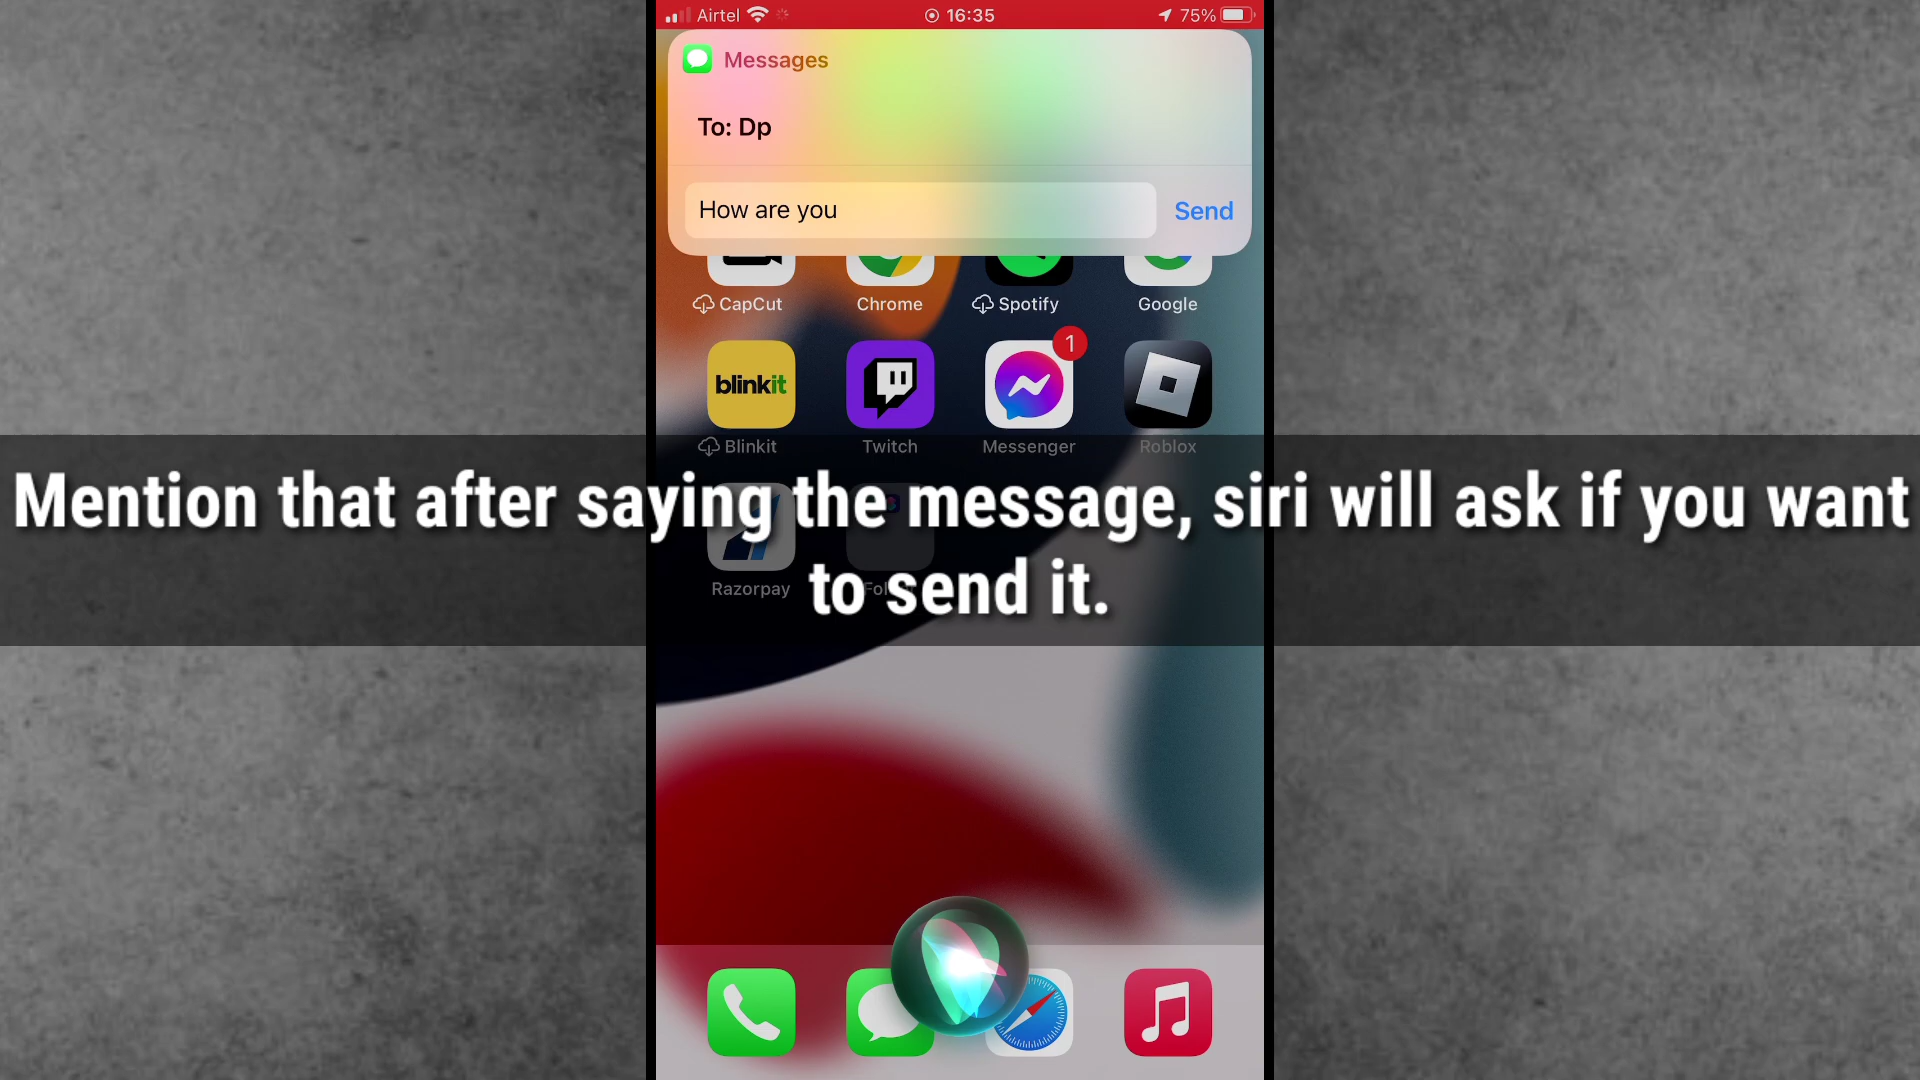 Airtel 16:35 75%
Messages
To: Dp
How are you Send
CapCut Chrome Spotify Google
1
blinkit
Blinkit Twitch Messenger Roblox
Mention that after saying the message, siri will ask if you want
to send it.
Razorpay